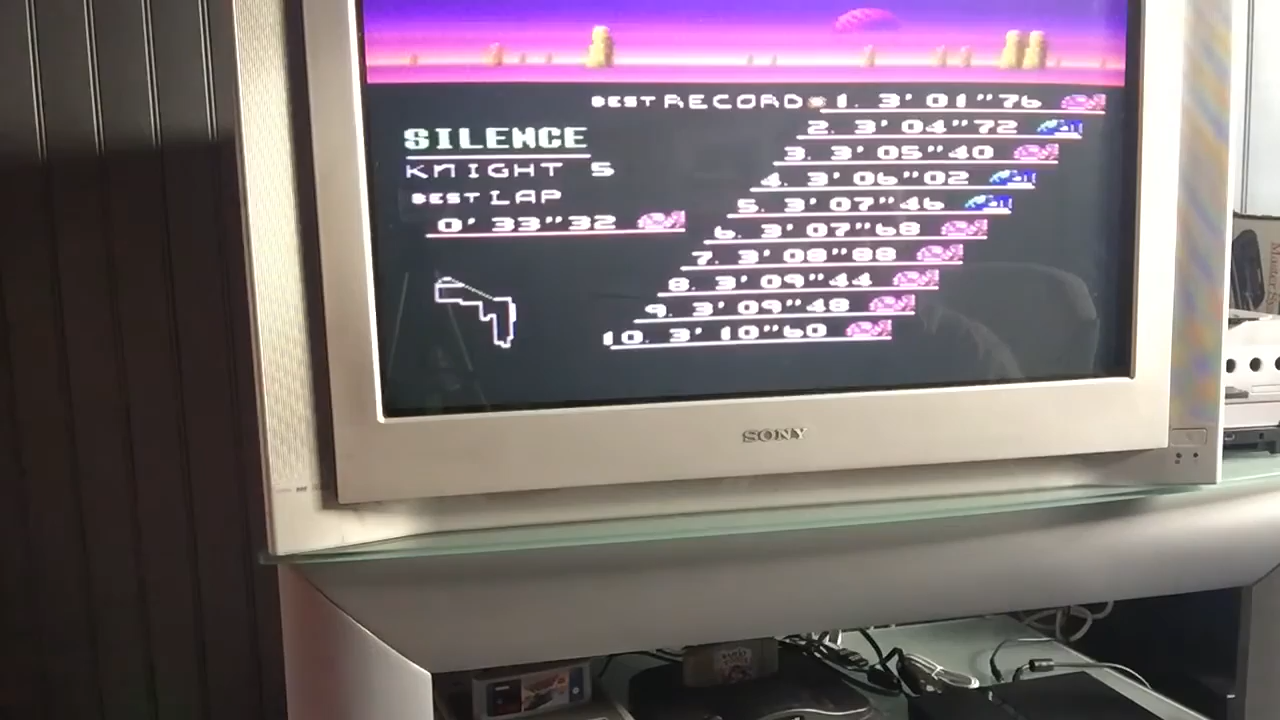 BEST RECORD 1. 3'01"76
2. 3'04"72
3. 3'05"40
4. 3'06"02
5. 3'07"46
6. 3'07"68
7. 3'08"88
8. 3'09"44
9. 3'09"48
10. 3'10"60
SILENCE
KNIGHT 5
BEST LAP
0'33"32
SONY